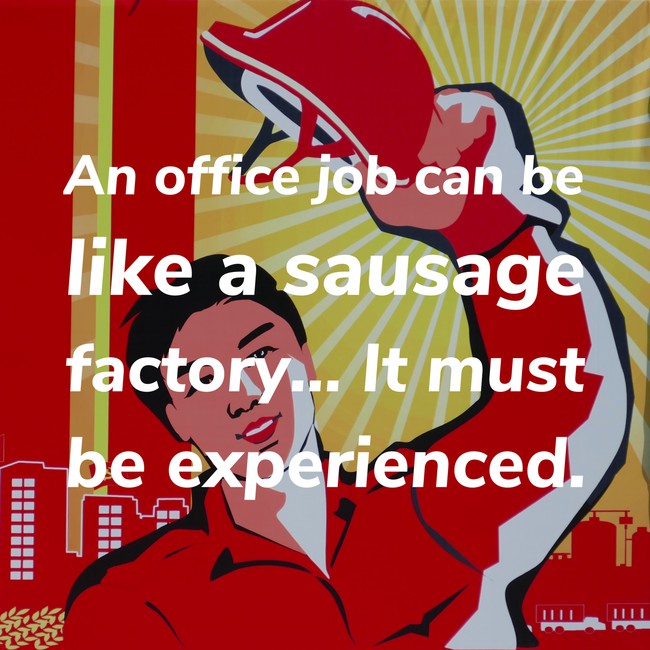 An office job can be
like a sausage
factory... It must
be experienced.